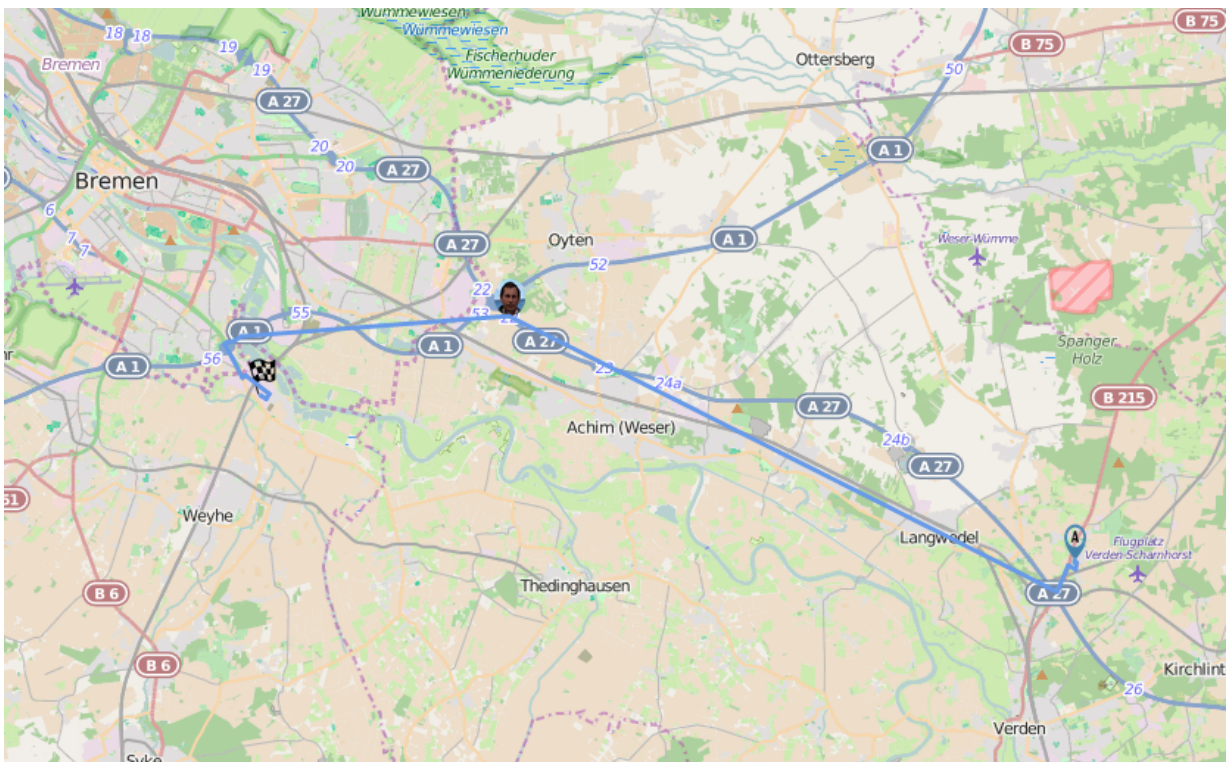 Wümmewiesen
Wümmewiesen
18
18
19
19
Bremen
Fischerhuder
Wümmeniederung
Ottersberg
B 75
B 75
50
A 27
20
20
A 27
A 1
Bremen
6
7
7
A 27
Oyten
52
A 1
Weser-Wümme
22
53
55
A 1
A 27
A 1
56
A 1
Spanger
Holz
24a
A 27
B 215
Achim (Weser)
24b
A 27
51
Weyhe
Langwedel
A
Flugplatz
Verden-Scharnhorst
Thedinghausen
A 27
B 6
B 6
Kirchlint
26
Verden
Syke